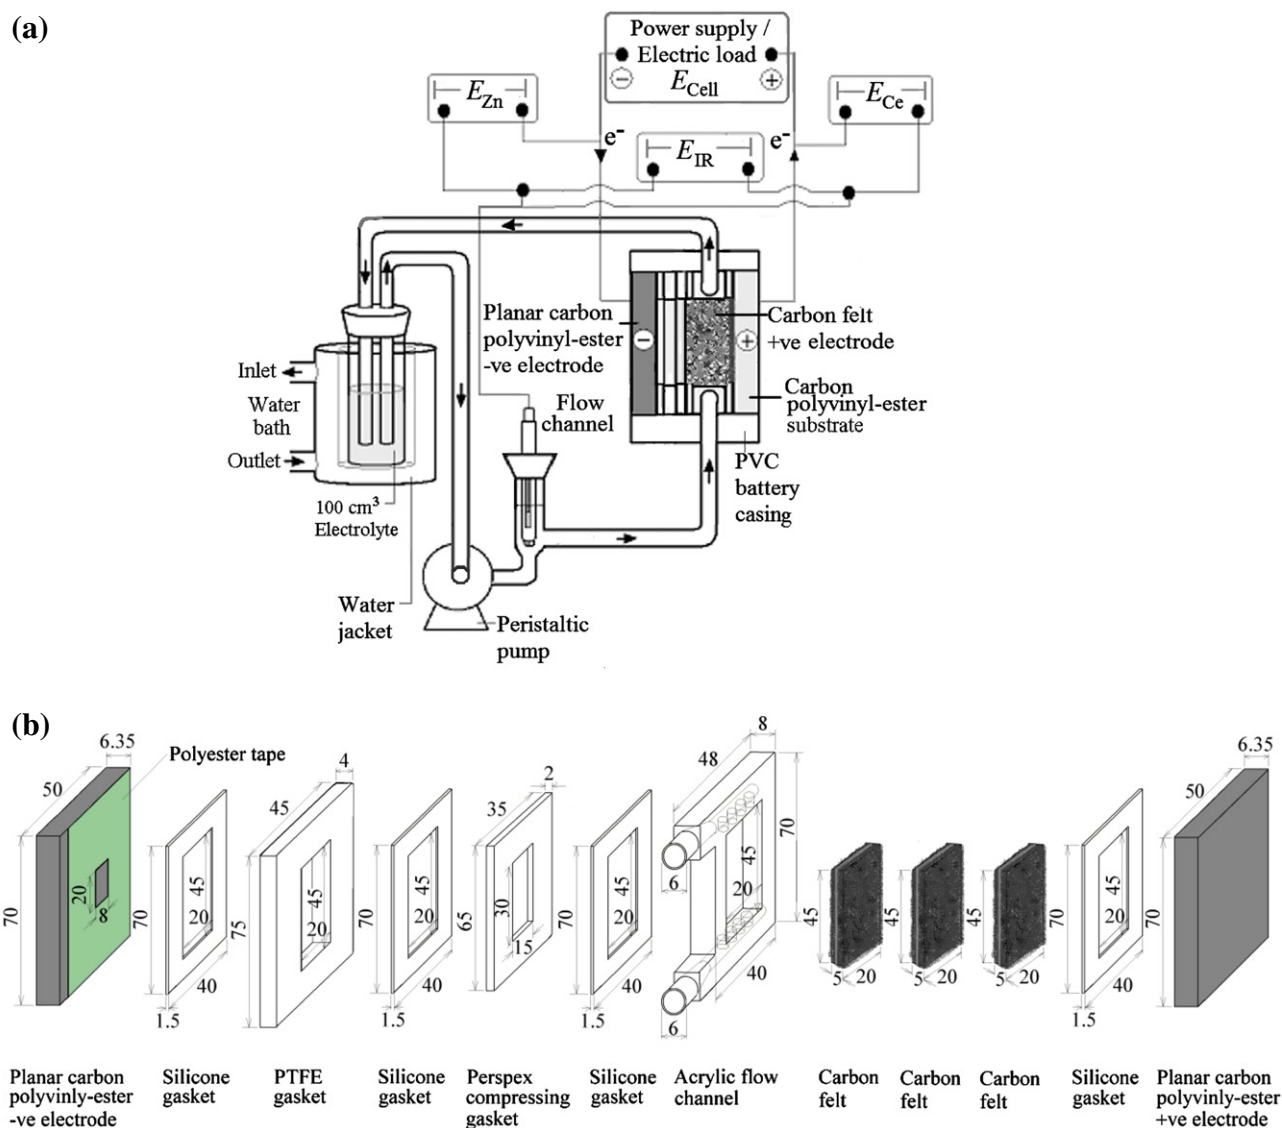 (a)
Power supply /
Electric load
− E_Cell +
E_Zn
E_Ce
e-
E_IR
e-
Planar carbon
polyvinyl-ester
-ve electrode
−
+
Carbon felt
+ve electrode
Carbon
polyvinyl-ester
substrate
Inlet
Water
bath
Outlet
Flow
channel
PVC
battery
casing
100 cm³
Electrolyte
Water
jacket
Peristaltic
pump
(b)
6.35
Polyester tape
50
20
8
70
45
20
70
40
1.5
4
45
45
20
75
45
20
70
40
1.5
2
35
30
15
65
45
20
70
40
1.5
8
48
70
45
20
6
6
40
45
5
20
45
5
20
45
5
20
45
20
70
40
1.5
6.35
50
70
Planar carbon
polyvinly-ester
-ve electrode
Silicone
gasket
PTFE
gasket
Silicone
gasket
Perspex
compressing
gasket
Silicone
gasket
Acrylic flow
channel
Carbon
felt
Carbon
felt
Carbon
felt
Silicone
gasket
Planar carbon
polyvinly-ester
+ve electrode